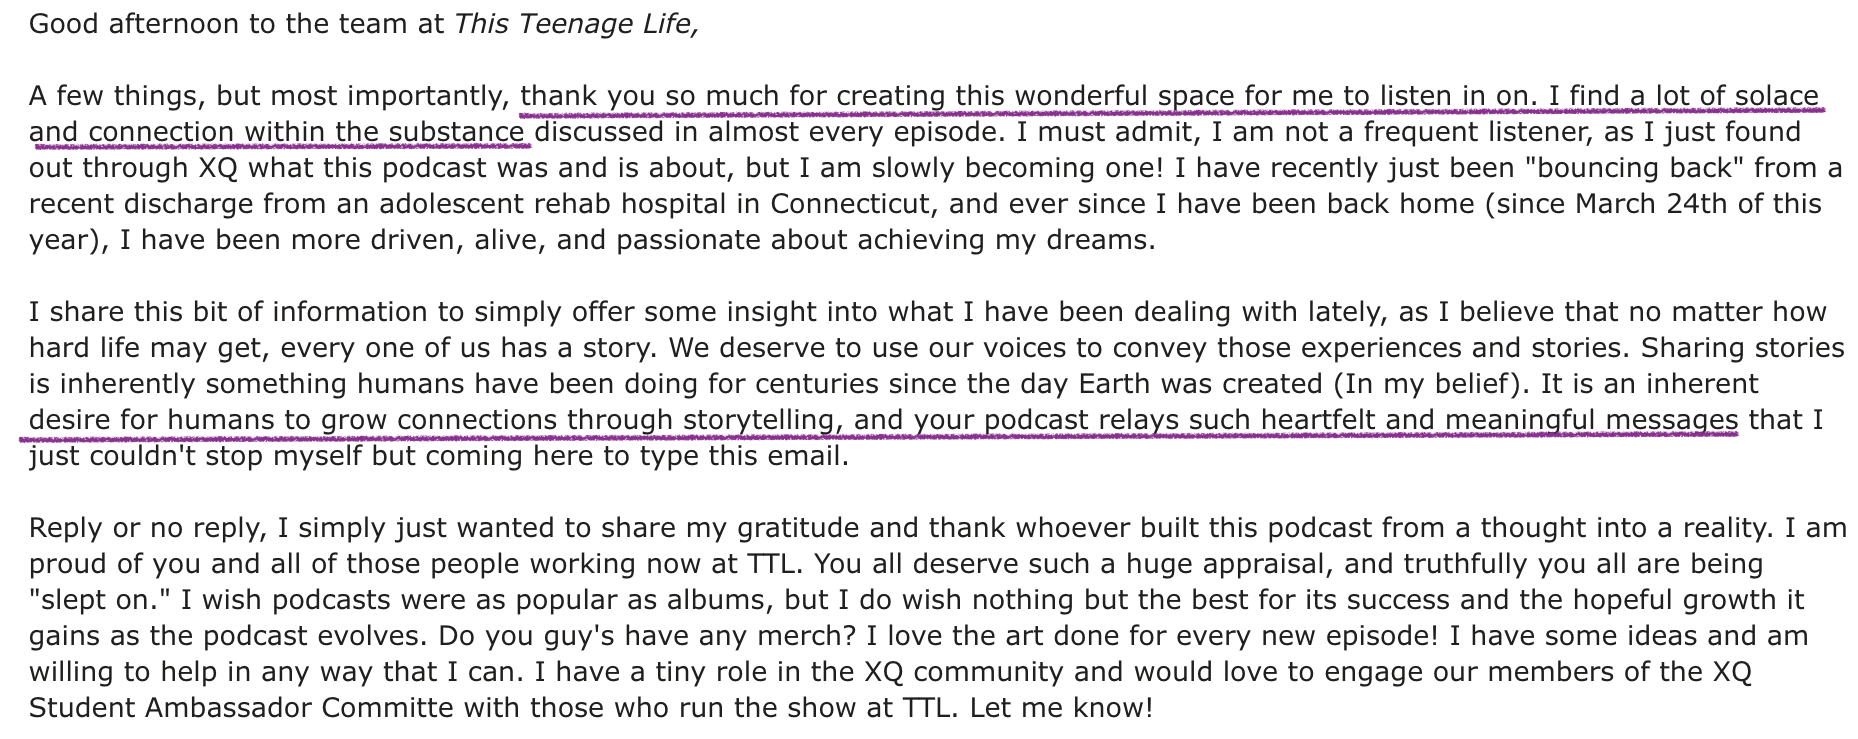 Good afternoon to the team at This Teenage Life,
A few things, but most importantly, thank you so much for creating this wonderful space for me to listen in on. I find a lot of solace
and connection within the substance discussed in almost every episode. I must admit, I am not a frequent listener, as I just found
out through XQ what this podcast was and is about, but I am slowly becoming one! I have recently just been "bouncing back" from a
recent discharge from an adolescent rehab hospital in Connecticut, and ever since I have been back home (since March 24th of this
year), I have been more driven, alive, and passionate about achieving my dreams.
I share this bit of information to simply offer some insight into what I have been dealing with lately, as I believe that no matter how
hard life may get, every one of us has a story. We deserve to use our voices to convey those experiences and stories. Sharing stories
is inherently something humans have been doing for centuries since the day Earth was created (In my belief). It is an inherent
desire for humans to grow connections through storytelling, and your podcast relays such heartfelt and meaningful messages that I
just couldn't stop myself but coming here to type this email.
Reply or no reply, I simply just wanted to share my gratitude and thank whoever built this podcast from a thought into a reality. I am
proud of you and all of those people working now at TTL. You all deserve such a huge appraisal, and truthfully you all are being
"slept on." I wish podcasts were as popular as albums, but I do wish nothing but the best for its success and the hopeful growth it
gains as the podcast evolves. Do you guy's have any merch? I love the art done for every new episode! I have some ideas and am
willing to help in any way that I can. I have a tiny role in the XQ community and would love to engage our members of the XQ
Student Ambassador Committe with those who run the show at TTL. Let me know!